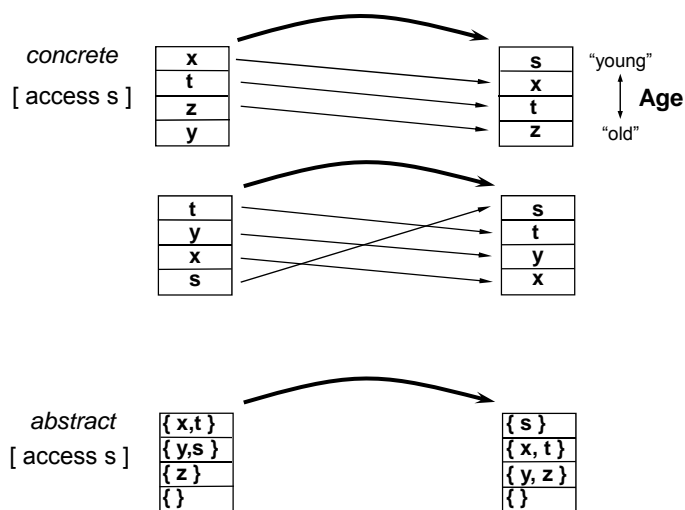 concrete
[ access s ]
x
t
z
y
s
x
t
z
“young”
Age
“old”
t
y
x
s
s
t
y
x
abstract
[ access s ]
{ x,t }
{ y,s }
{ z }
{ }
{ s }
{ x, t }
{ y, z }
{ }